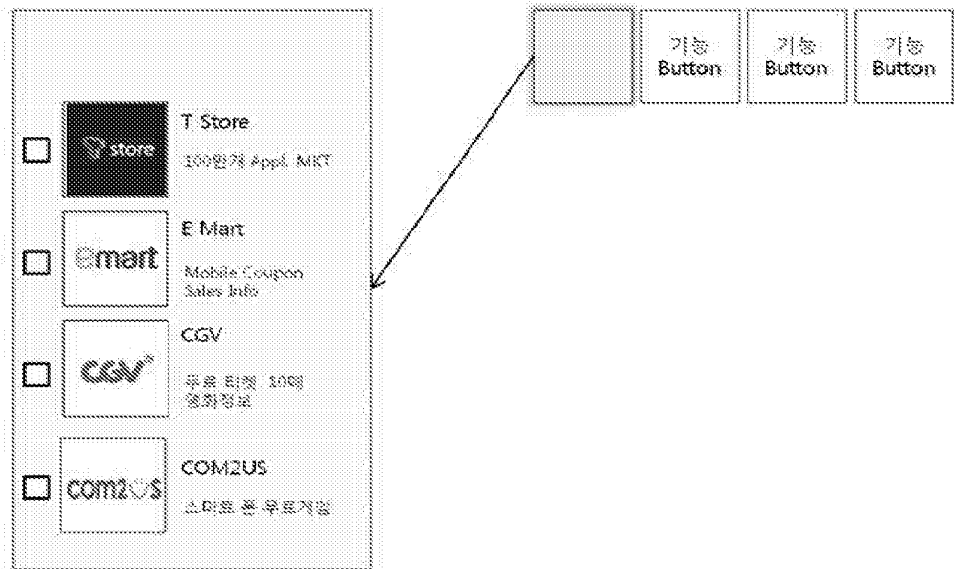 기능
Button
기능
Button
기능
Button
store
T Store
100만개 Appl. MKT
emart
E Mart
Mobile Coupon
Sales Info
CGV
CGV
무료 티켓 10매
영화정보
com2us
COM2US
스마트 폰 무료게임